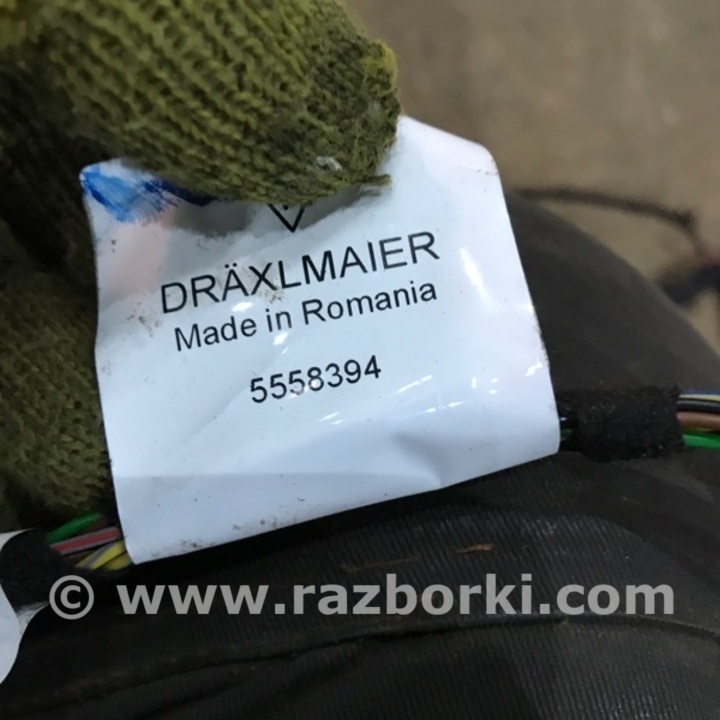 DRÄXLMAIER
Made in Romania
5558394
© www.razborki.com